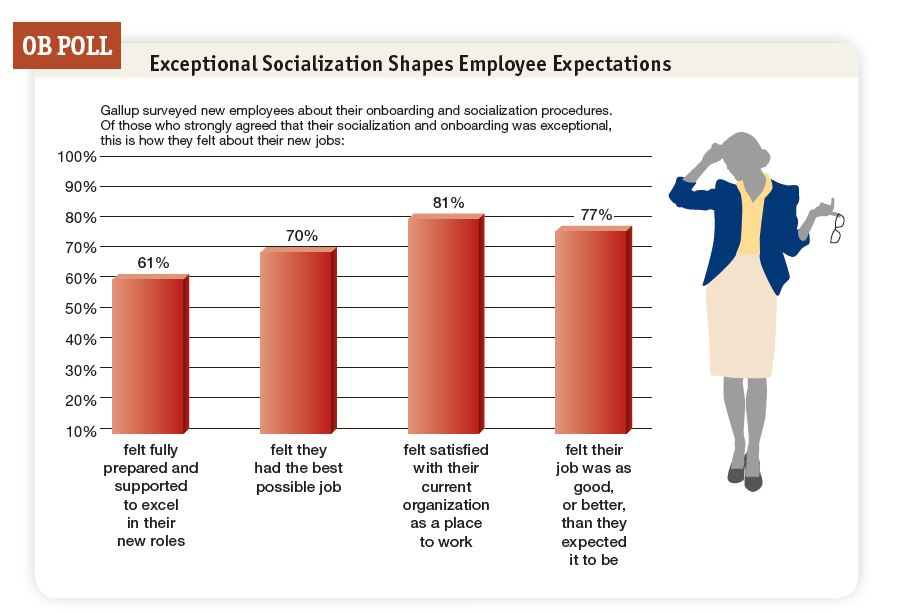 OB POLL
Exceptional Socialization Shapes Employee Expectations
Gallup surveyed new employees about their onboarding and socialization procedures.
Of those who strongly agreed that their socialization and onboarding was exceptional,
this is how they felt about their new jobs:
100%
90%
80%
70%
60%
50%
40%
30%
20%
10%
61%
70%
81%
77%
felt fully
prepared and
supported
to excel
in their
new roles
felt they
had the best
possible job
felt satisfied
with their
current
organization
as a place
to work
felt their
job was as
good,
or better,
than they
expected
it to be